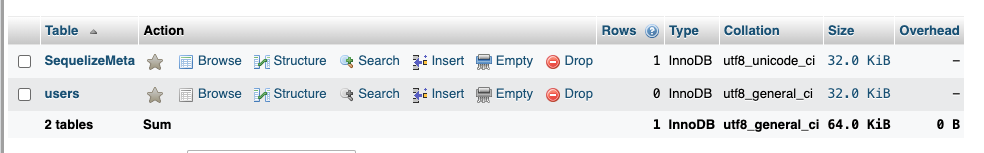 Table Action Rows Type Collation Size Overhead
SequelizeMeta Browse Structure Search Insert Empty Drop 1 InnoDB utf8_unicode_ci 32.0 KiB –
users Browse Structure Search Insert Empty Drop 0 InnoDB utf8_general_ci 32.0 KiB –
2 tables Sum 1 InnoDB utf8_general_ci 64.0 KiB 0 B